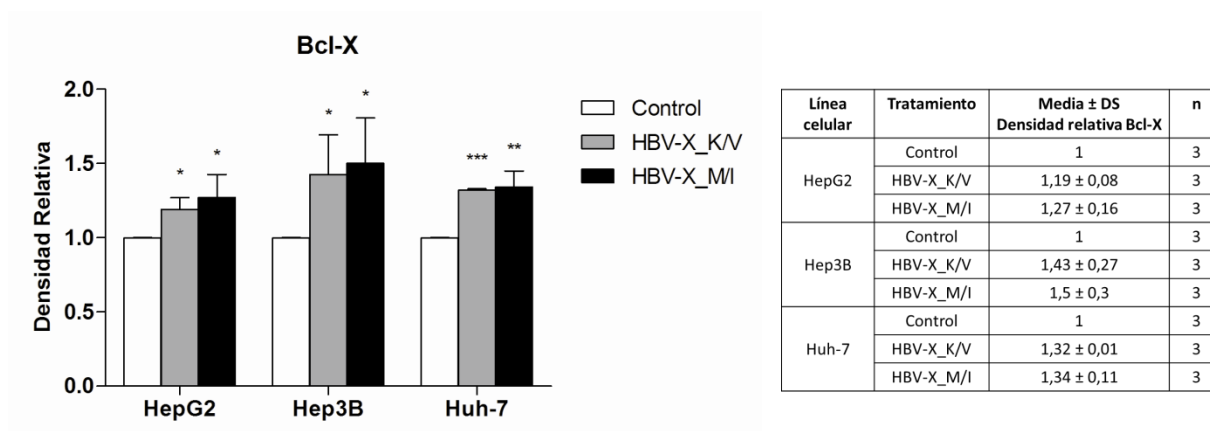 Bcl-X
Densidad Relativa
2.0
1.5
1.0
0.5
0.0
* * * * *** **
HepG2 Hep3B Huh-7
Control
HBV-X_K/V
HBV-X_M/I
Línea celular Tratamiento Media ± DS Densidad relativa Bcl-X n
HepG2 Control 1 3
HBV-X_K/V 1,19 ± 0,08 3
HBV-X_M/I 1,27 ± 0,16 3
Hep3B Control 1 3
HBV-X_K/V 1,43 ± 0,27 3
HBV-X_M/I 1,5 ± 0,3 3
Huh-7 Control 1 3
HBV-X_K/V 1,32 ± 0,01 3
HBV-X_M/I 1,34 ± 0,11 3